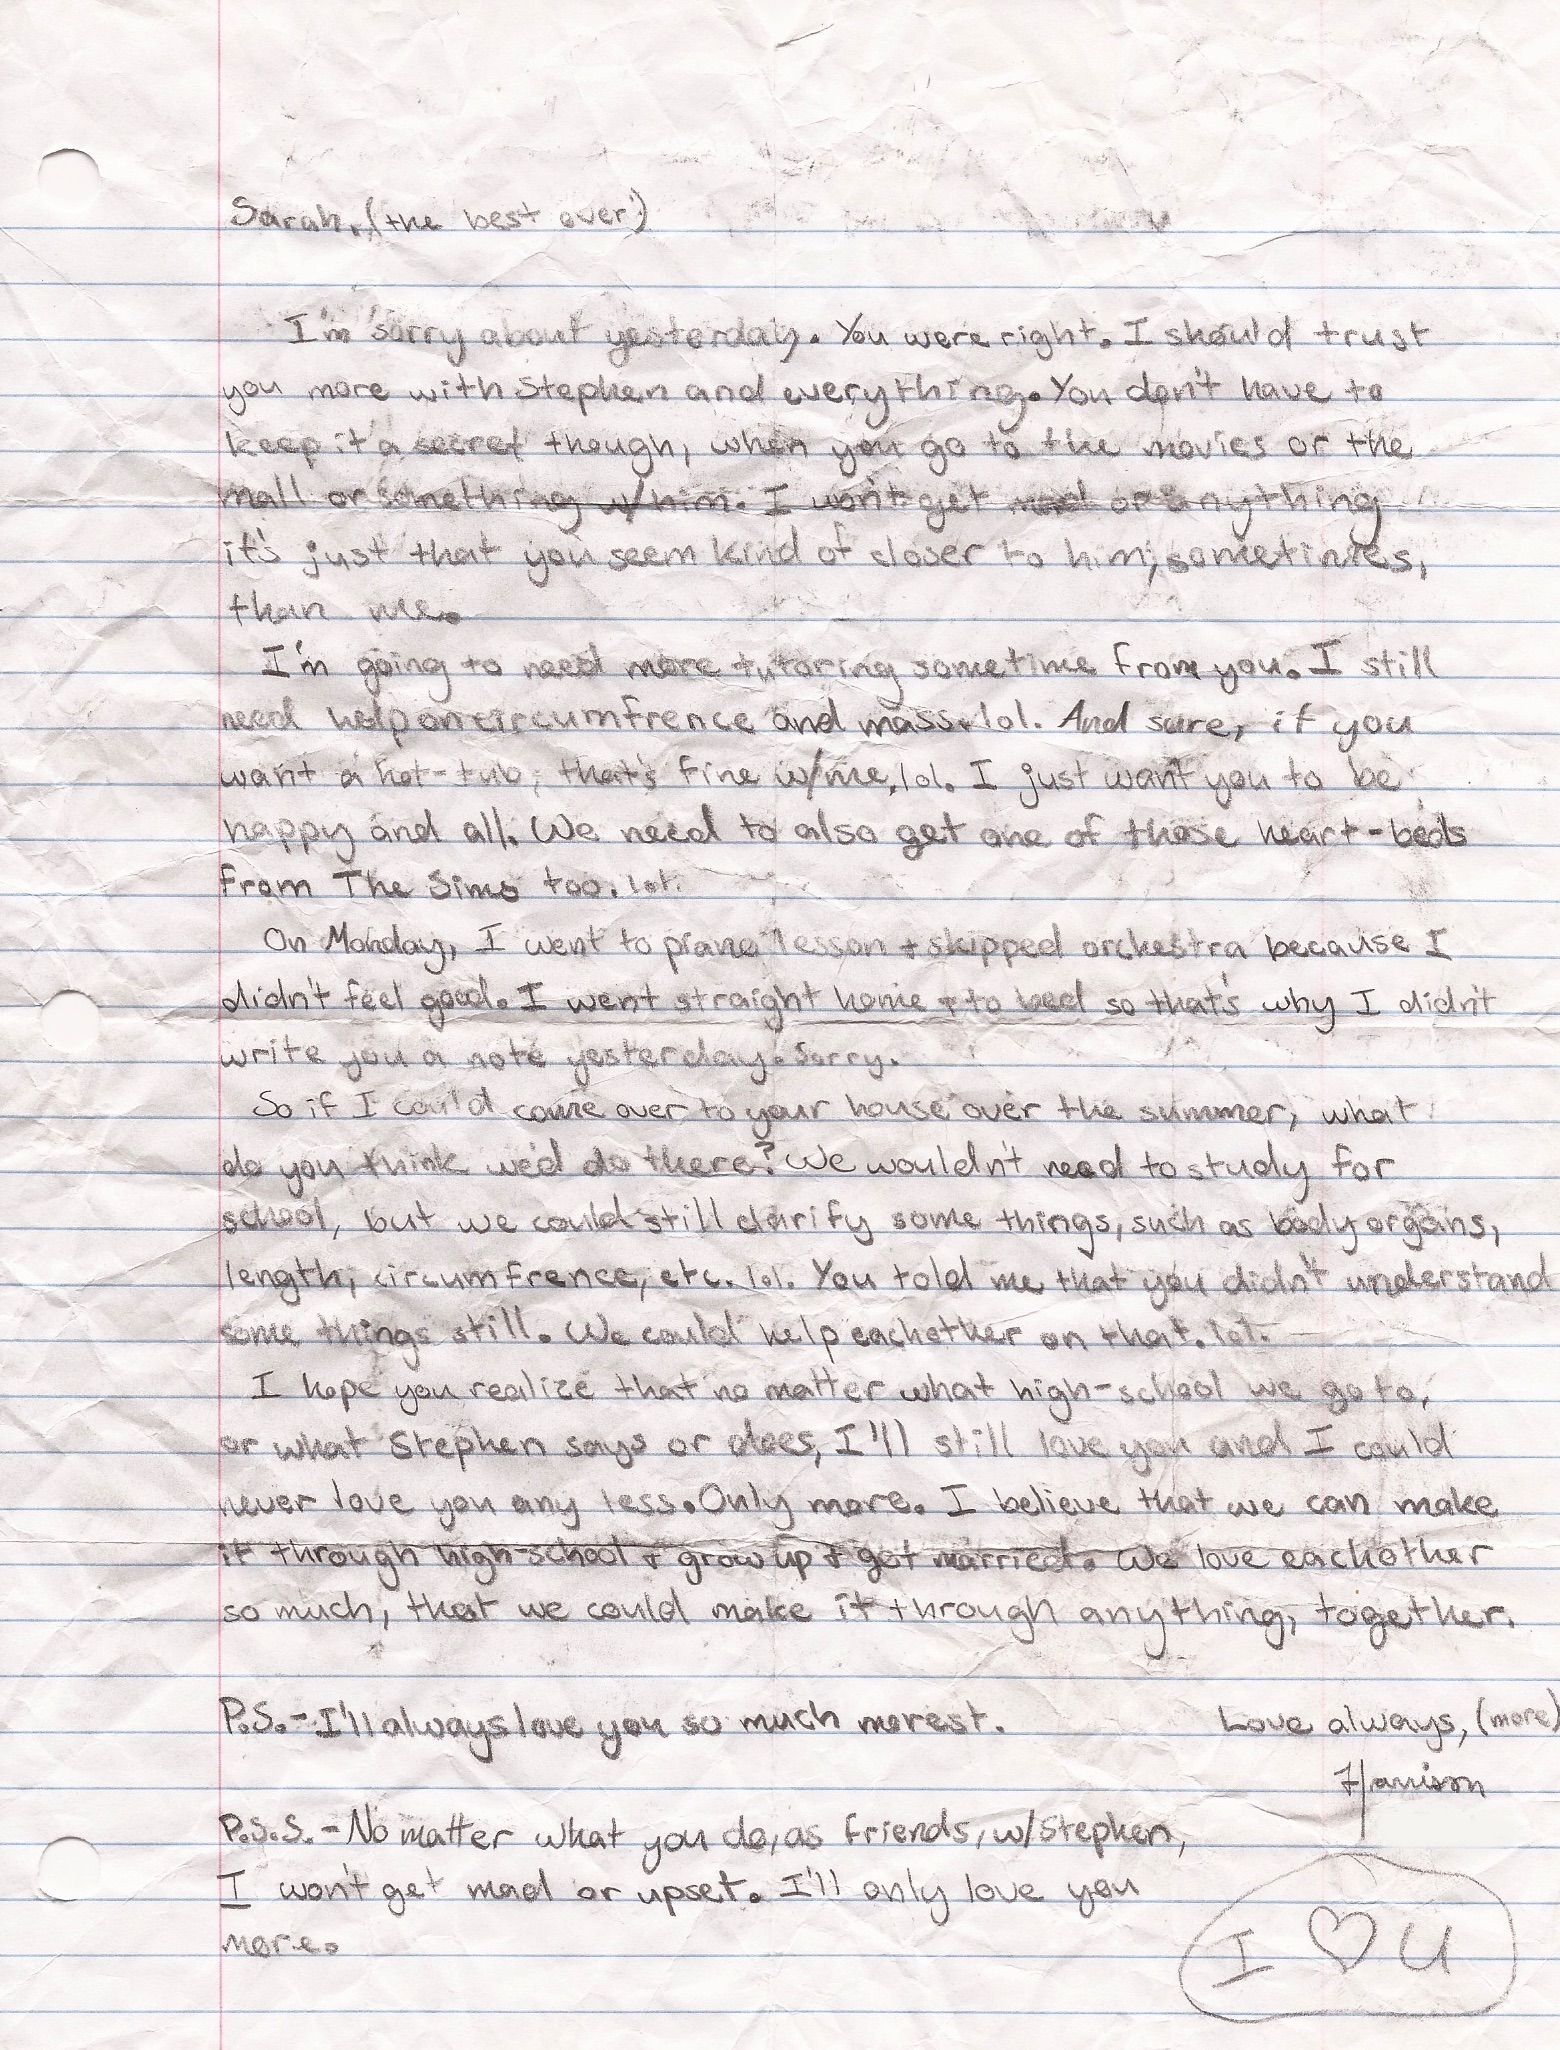 Sarah, (the best over!)
I'm sorry about yesterday. You were right. I should trust
you more with Stephen and everything. You don't have to
keep it a secret though, when you go to the movies or the
mall or something w/ him. I won't get mad or anything
it's just that you seem kind of closer to him, sometimes,
than me.
I'm going to need more tutoring sometime from you. I still
need help on circumfrence and mass. lol. And sure, if you
want a hot-tub, that's fine w/me, lol. I just want you to be
happy and all. We need to also get one of those heart-beds
from The Sims too. lol.
On Monday, I went to piano lesson + skipped orchestra because I
didn't feel good. I went straight home + to bed so that's why I didn't
write you a note yesterday. Sorry.
So if I could come over to your house over the summer, what
do you think we'd do there? We wouldn't need to study for
school, but we could still clarify some things, such as body organs,
length, circumfrence, etc. lol. You told me that you didn't understand
some things still. We could help eachother on that. lol.
I hope you realize that no matter what high-school we go to,
or what Stephen says or does, I'll still love you and I could
never love you any less. Only more. I believe that we can make
it through high-school + grow up + get married. We love eachother
so much, that we could make it through anything, together.
P.S. - I'll always love you so much morest.
Love always, (more)
Harrison
P.S.S. - No matter what you do, as friends, w/Stephen,
I won't get mad or upset. I'll only love you
more.
I ♡ U